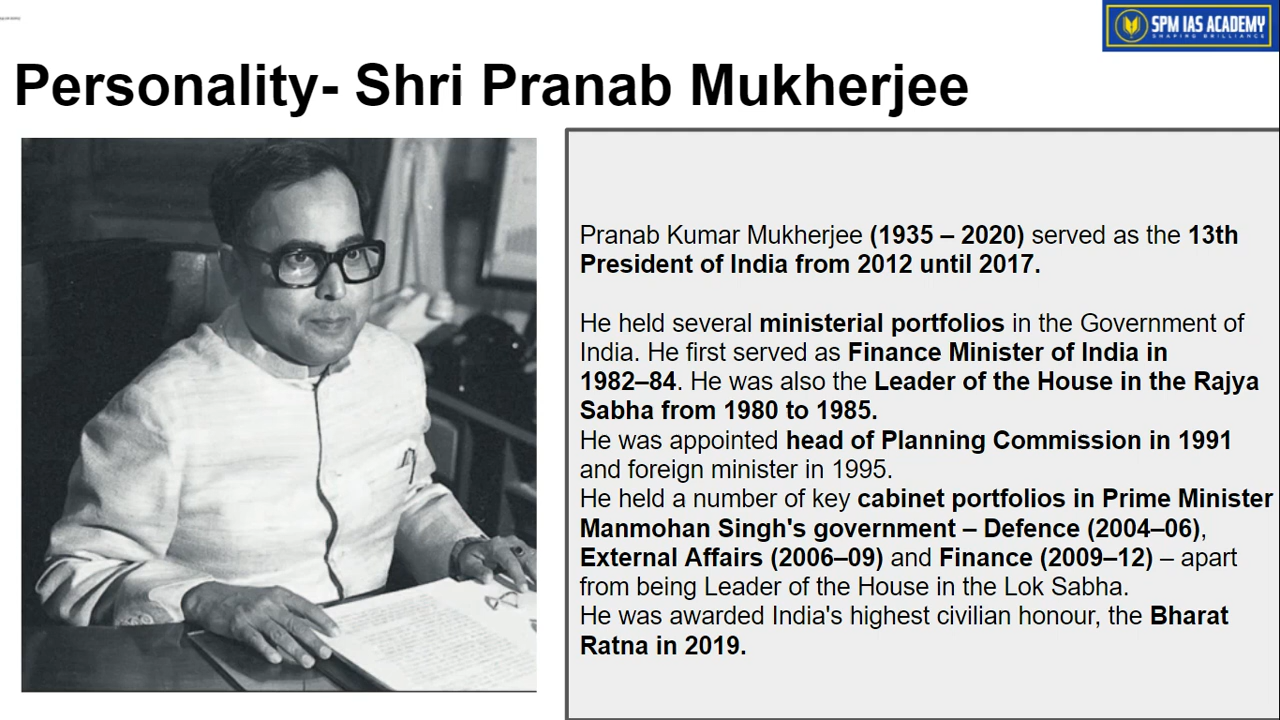 SPM IAS ACADEMY
SHAPING BRILLIANCE
Personality- Shri Pranab Mukherjee
Pranab Kumar Mukherjee (1935 – 2020) served as the 13th
President of India from 2012 until 2017.
He held several ministerial portfolios in the Government of
India. He first served as Finance Minister of India in
1982–84. He was also the Leader of the House in the Rajya
Sabha from 1980 to 1985.
He was appointed head of Planning Commission in 1991
and foreign minister in 1995.
He held a number of key cabinet portfolios in Prime Minister
Manmohan Singh's government – Defence (2004–06),
External Affairs (2006–09) and Finance (2009–12) – apart
from being Leader of the House in the Lok Sabha.
He was awarded India's highest civilian honour, the Bharat
Ratna in 2019.